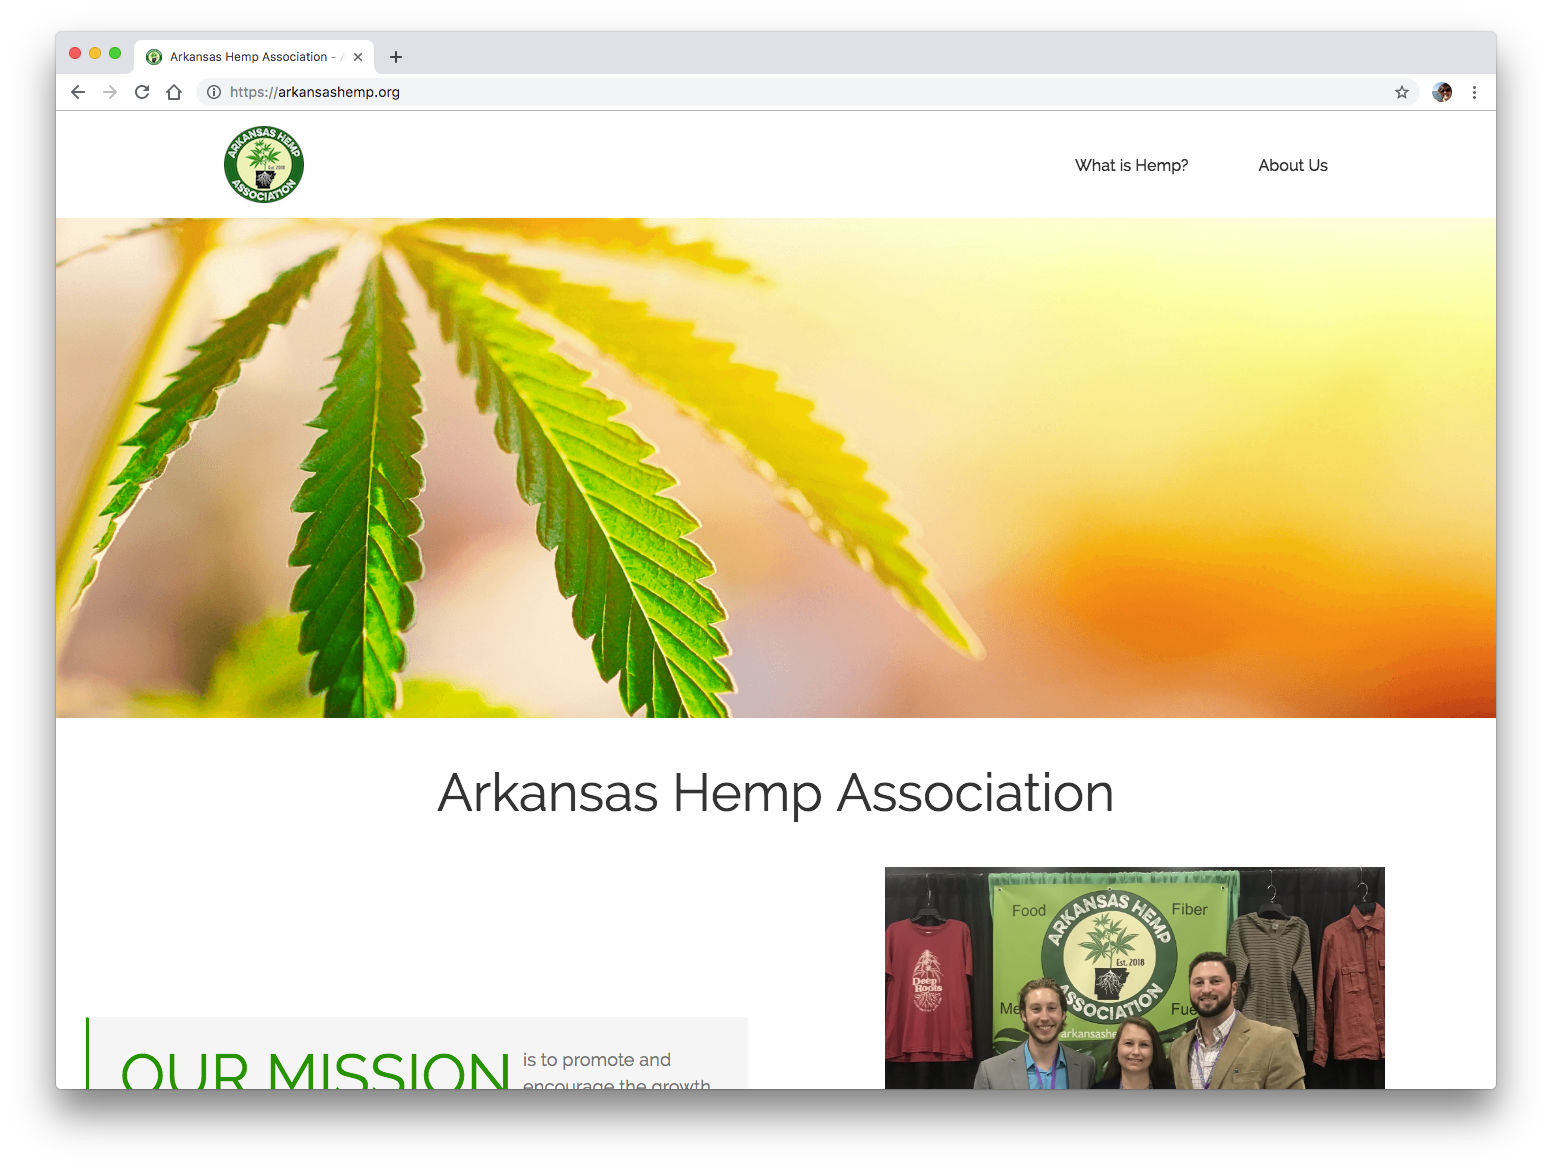 Arkansas Hemp Association -
https://arkansashemp.org
ARKANSAS HEMP
Est. 2018
ASSOCIATION
What is Hemp?
About Us
Arkansas Hemp Association
Food
Fiber
ARKANSAS HEMP
Est. 2018
ASSOCIATION
Deep
Roots
Me
Fue
arkansashe
OUR MISSION is to promote and
encourage the growth